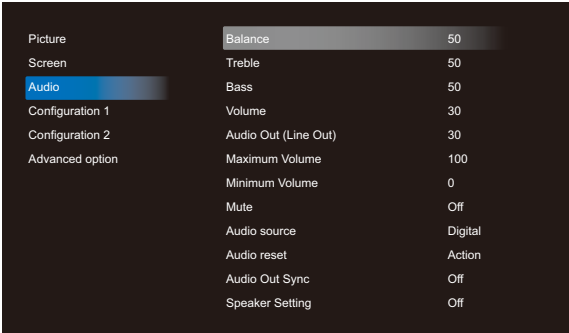 Picture
Screen
Audio
Configuration 1
Configuration 2
Advanced option
Balance 50
Treble 50
Bass 50
Volume 30
Audio Out (Line Out) 30
Maximum Volume 100
Minimum Volume 0
Mute Off
Audio source Digital
Audio reset Action
Audio Out Sync Off
Speaker Setting Off